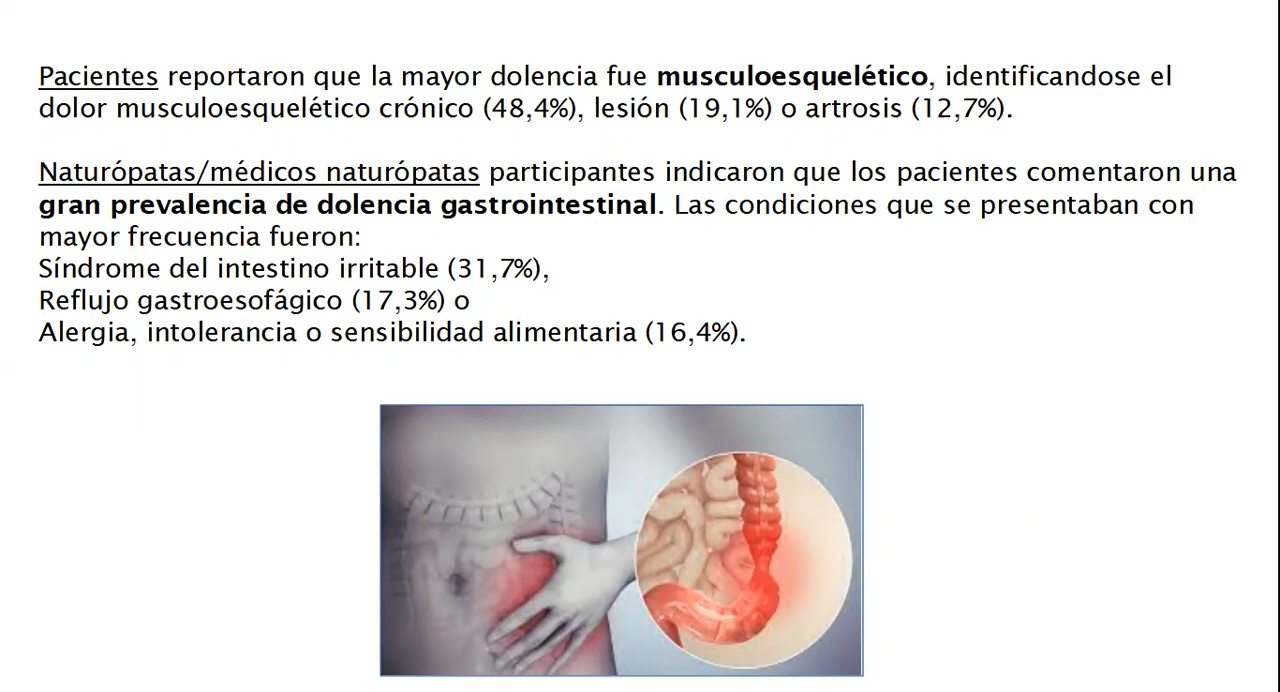 Pacientes reportaron que la mayor dolencia fue musculoesquelético, identificandose el
dolor musculoesquelético crónico (48,4%), lesión (19,1%) o artrosis (12,7%).
Naturópatas/médicos naturópatas participantes indicaron que los pacientes comentaron una
gran prevalencia de dolencia gastrointestinal. Las condiciones que se presentaban con
mayor frecuencia fueron:
Síndrome del intestino irritable (31,7%),
Reflujo gastroesofágico (17,3%) o
Alergia, intolerancia o sensibilidad alimentaria (16,4%).